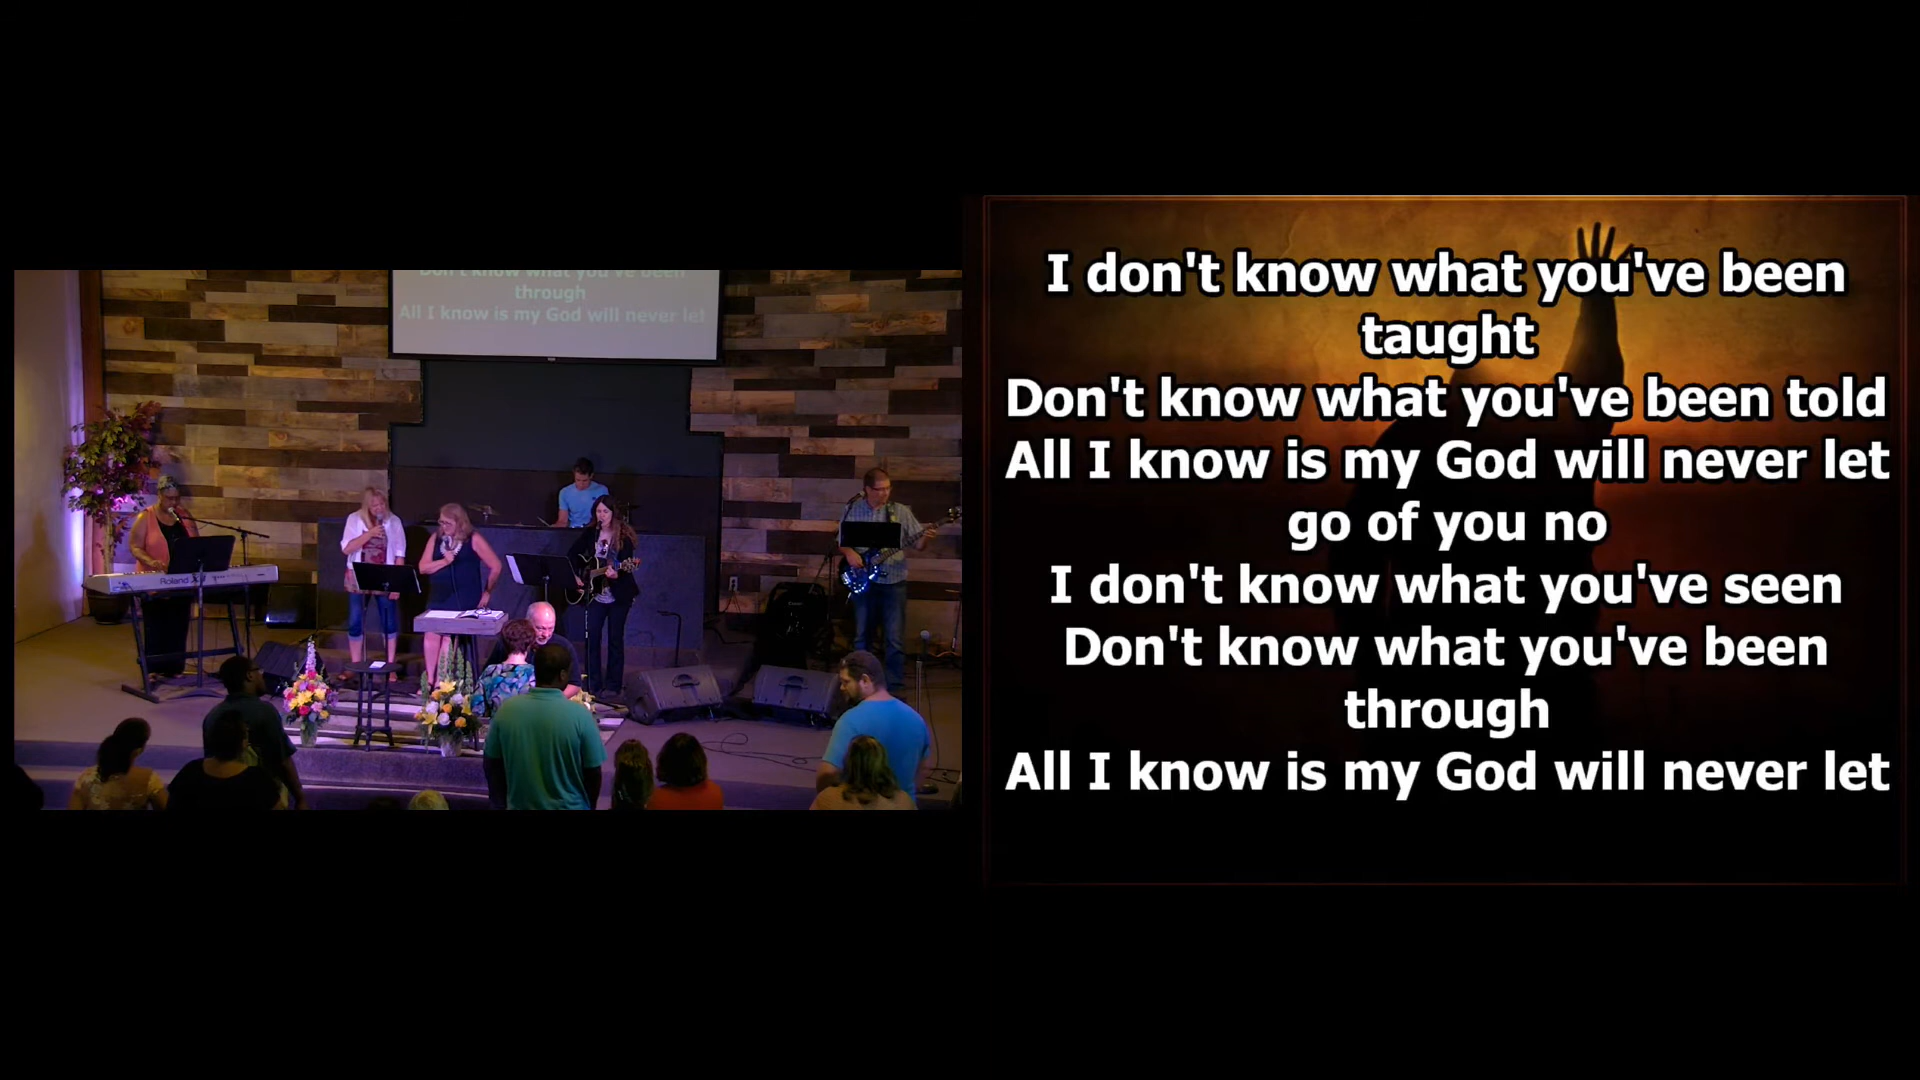 Don't know what you've been
through
All I know is my God will never let
Roland
I don't know what you've been
taught
Don't know what you've been told
All I know is my God will never let
go of you no
I don't know what you've seen
Don't know what you've been
through
All I know is my God will never let